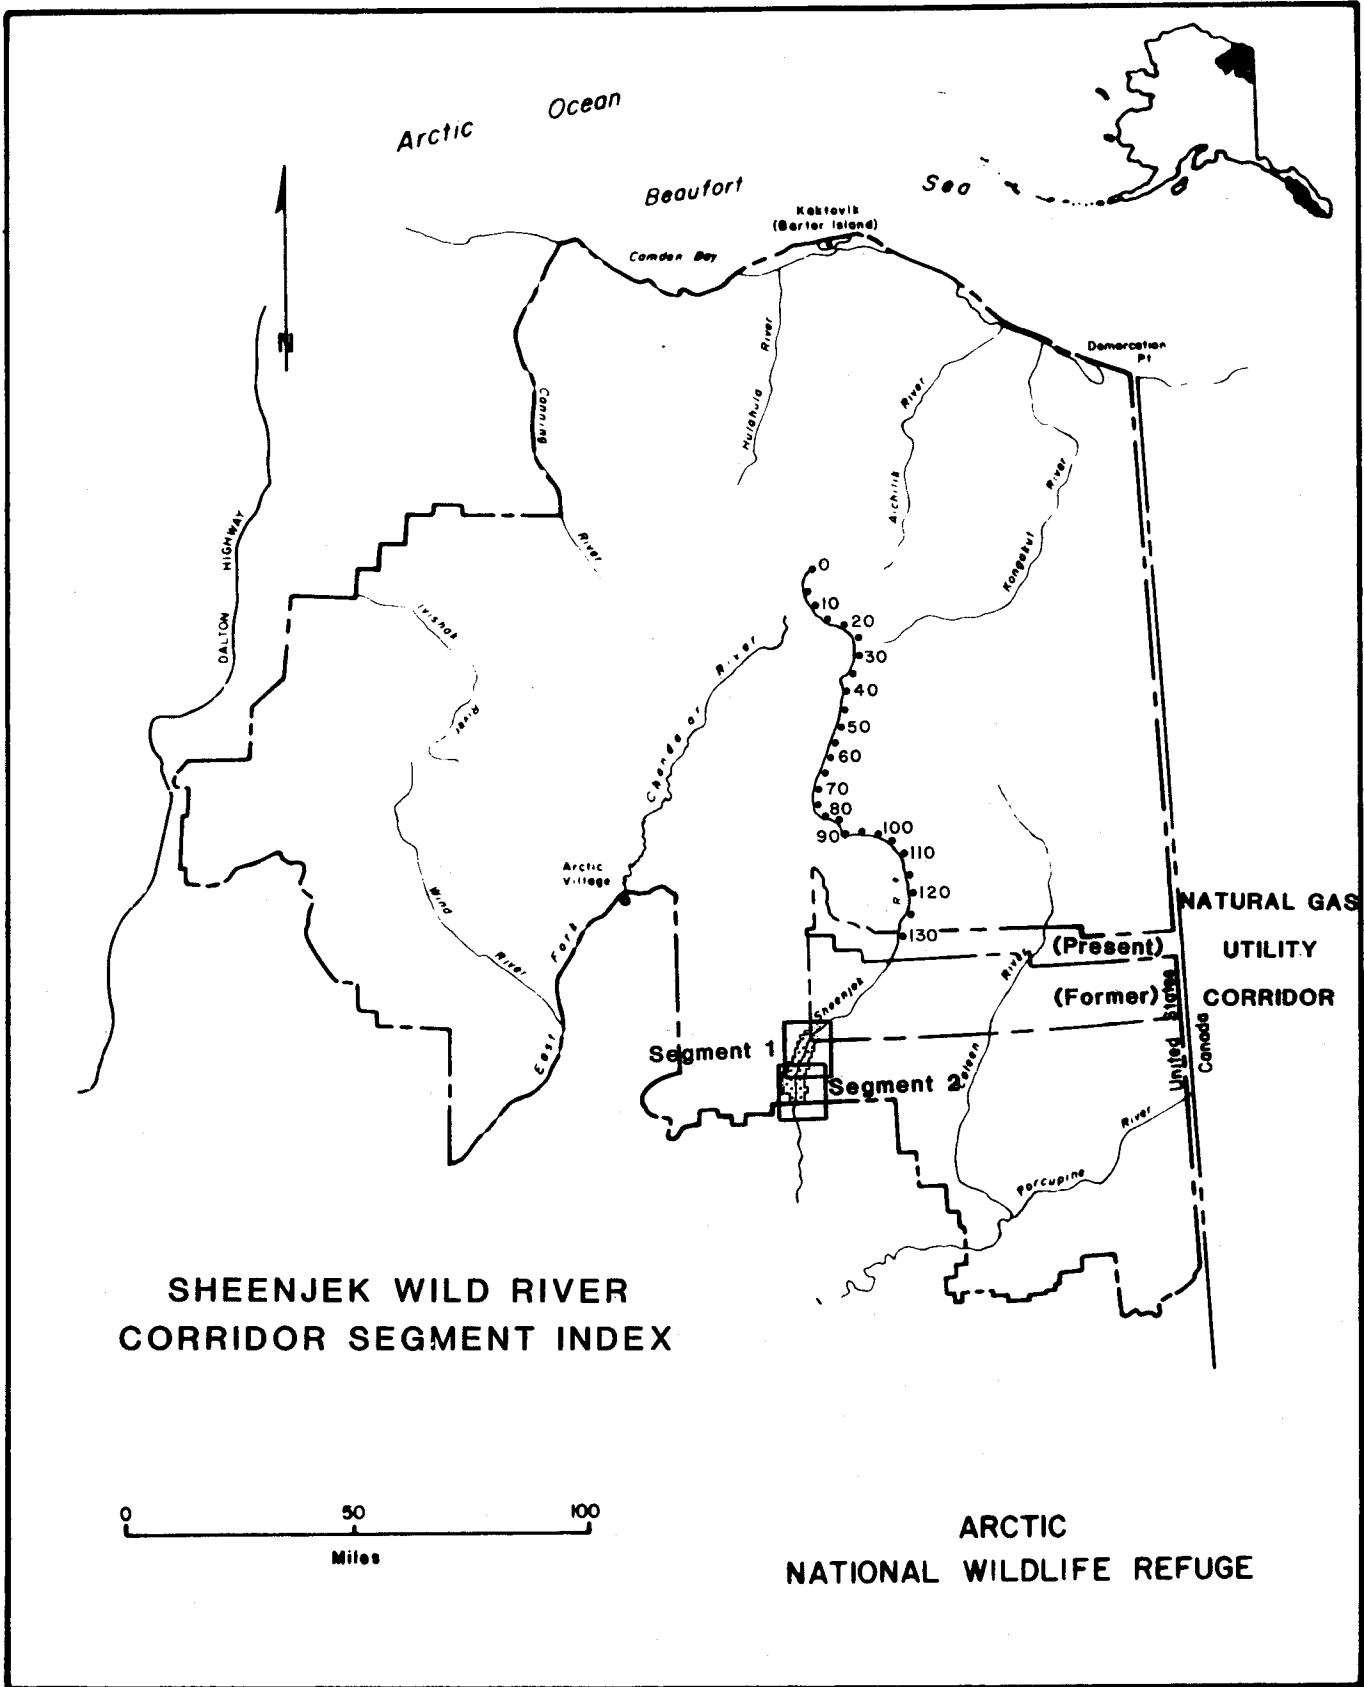 Arctic Ocean
Beaufort Sea
Kaktovik
(Barter Island)
Camden Bay
Demarcation
Pt
N
River
Hulahula
River
Aichilik
River
Kongakut
Canning
River
DALTON HIGHWAY
Ivishak
River
0
10
20
30
40
50
60
70
80
90
100
110
120
130
Chandalar River
Arctic
Village
Wind
River
East Fork
NATURAL GAS
UTILITY
CORRIDOR
(Present)
(Former)
River
Coleen
Sheenjek
R i
United States
Canada
Segment 1
Segment 2
Porcupine
River
SHEENJEK WILD RIVER
CORRIDOR SEGMENT INDEX
0 50 100
Miles
ARCTIC
NATIONAL WILDLIFE REFUGE